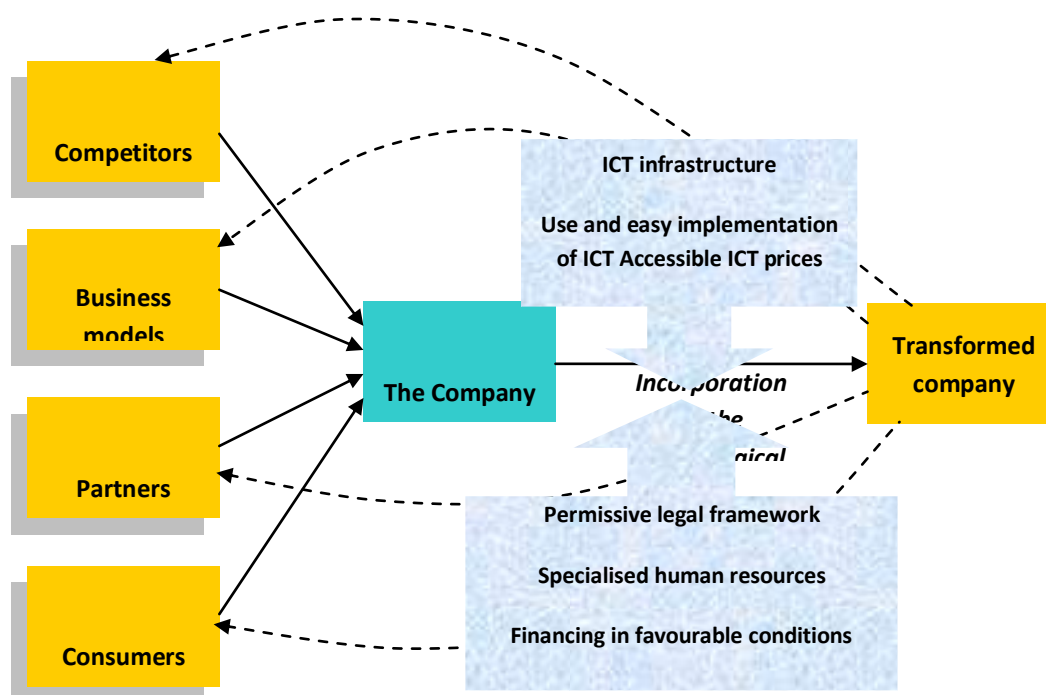 Competitors
Business
models
Partners
Consumers
The Company
ICT infrastructure
Use and easy implementation
of ICT Accessible ICT prices
Incorporation
Permissive legal framework
Specialised human resources
Financing in favourable conditions
Transformed
company